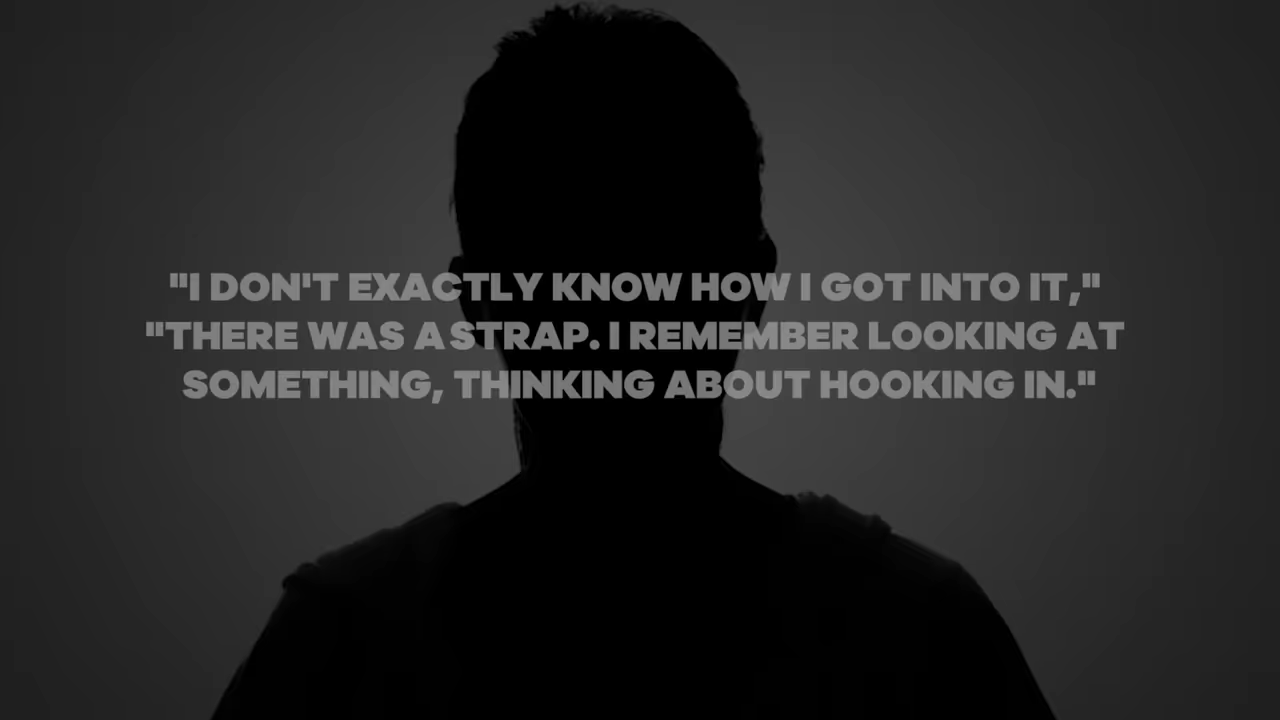 "I DON'T EXACTLY KNOW HOW I GOT INTO IT,"
"THERE WAS A STRAP. I REMEMBER LOOKING AT
SOMETHING, THINKING ABOUT HOOKING IN."